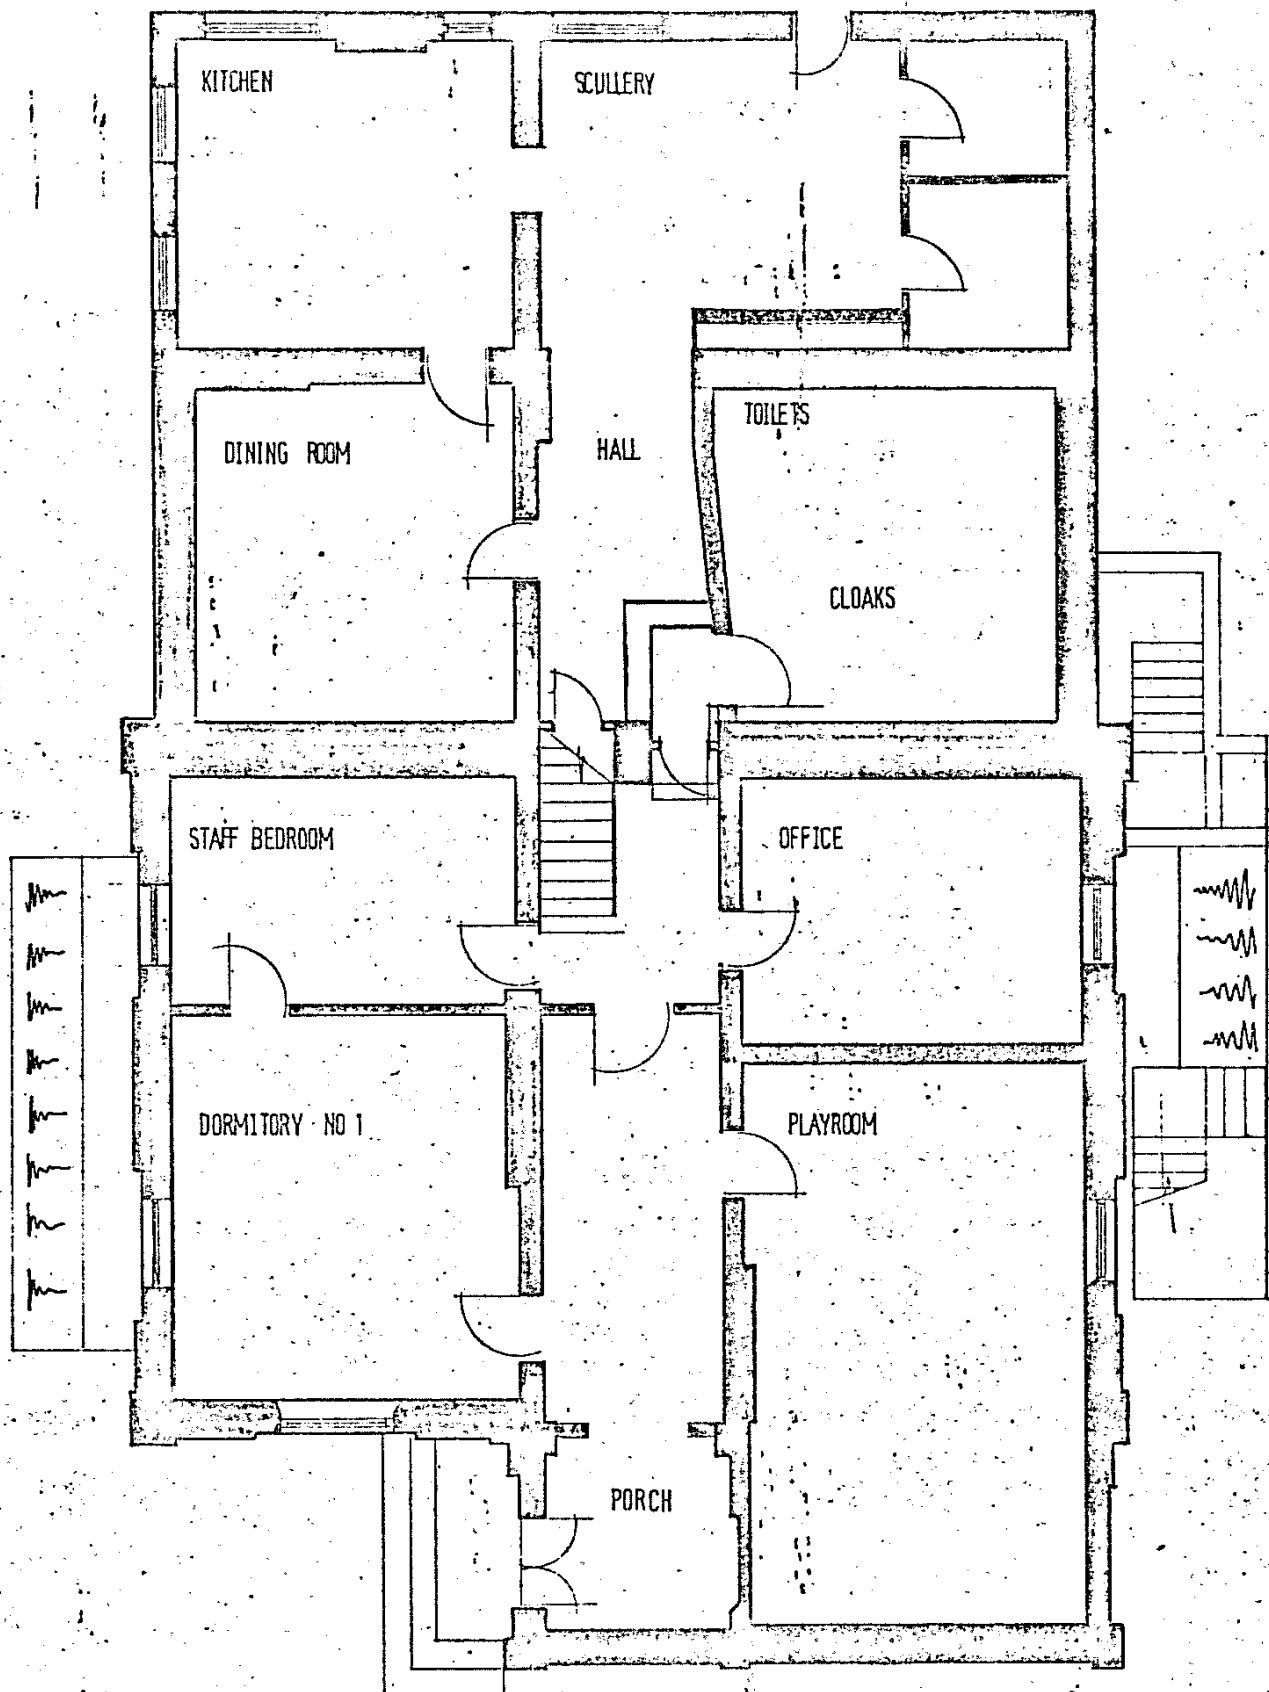 KITCHEN
SCULLERY
DINING ROOM
HALL
TOILETS
CLOAKS
STAFF BEDROOM
OFFICE
DORMITORY · NO 1
PLAYROOM
PORCH